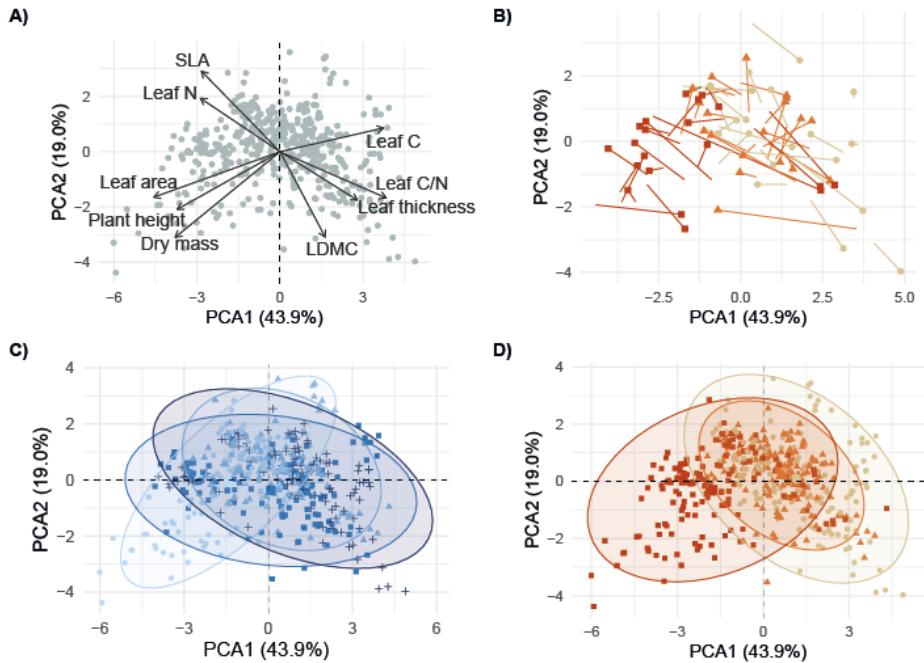 A)
SLA
Leaf N
Leaf C
Leaf area
Leaf C/N
Plant height
Leaf thickness
Dry mass
LDMC
PCA2 (19.0%)
2
0
−2
−4
−6
−3
0
3
PCA1 (43.9%)
B)
PCA2 (19.0%)
2
0
−2
−4
−2.5
0.0
2.5
5.0
PCA1 (43.9%)
C)
PCA2 (19.0%)
4
2
0
−2
−4
−6
−3
0
3
6
PCA1 (43.9%)
D)
PCA2 (19.0%)
4
2
0
−2
−4
−6
−3
0
3
PCA1 (43.9%)